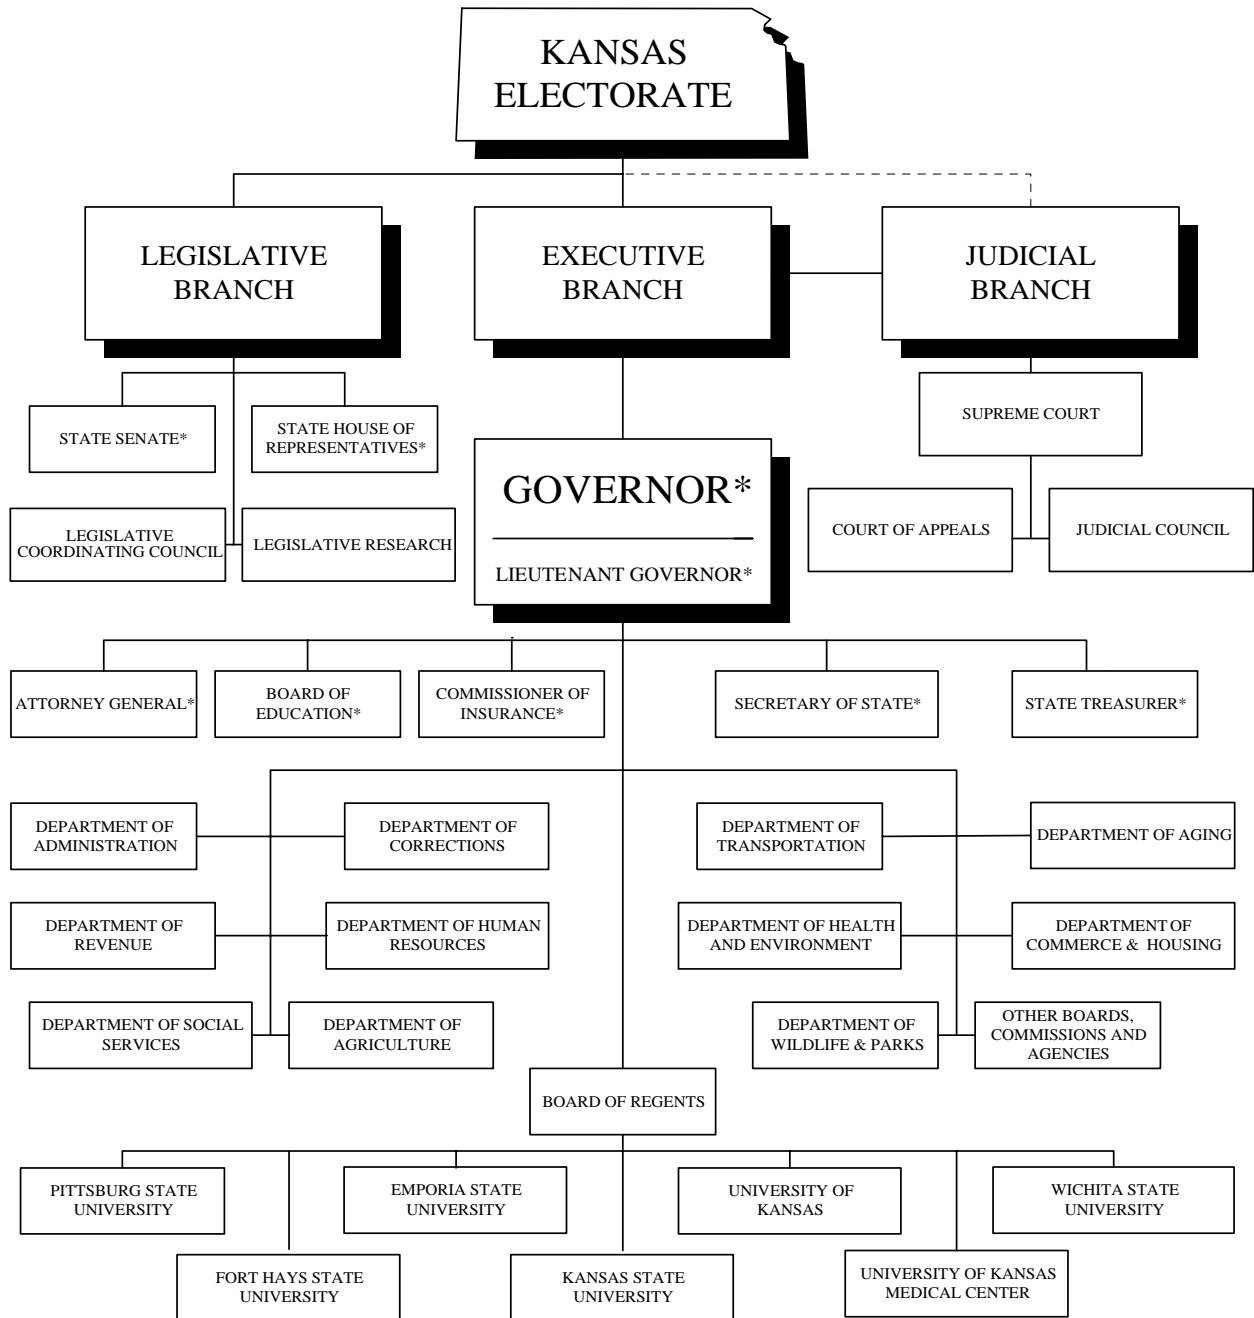 KANSAS
ELECTORATE
LEGISLATIVE
BRANCH
EXECUTIVE
BRANCH
JUDICIAL
BRANCH
STATE SENATE*
STATE HOUSE OF
REPRESENTATIVES*
SUPREME COURT
GOVERNOR*
LIEUTENANT GOVERNOR*
LEGISLATIVE
COORDINATING COUNCIL
LEGISLATIVE RESEARCH
COURT OF APPEALS
JUDICIAL COUNCIL
ATTORNEY GENERAL*
BOARD OF
EDUCATION*
COMMISSIONER OF
INSURANCE*
SECRETARY OF STATE*
STATE TREASURER*
DEPARTMENT OF
ADMINISTRATION
DEPARTMENT OF
CORRECTIONS
DEPARTMENT OF
TRANSPORTATION
DEPARTMENT OF AGING
DEPARTMENT OF
REVENUE
DEPARTMENT OF HUMAN
RESOURCES
DEPARTMENT OF HEALTH
AND ENVIRONMENT
DEPARTMENT OF
COMMERCE & HOUSING
DEPARTMENT OF SOCIAL
SERVICES
DEPARTMENT OF
AGRICULTURE
DEPARTMENT OF
WILDLIFE & PARKS
OTHER BOARDS,
COMMISSIONS AND
AGENCIES
BOARD OF REGENTS
PITTSBURG STATE
UNIVERSITY
EMPORIA STATE
UNIVERSITY
UNIVERSITY OF
KANSAS
WICHITA STATE
UNIVERSITY
FORT HAYS STATE
UNIVERSITY
KANSAS STATE
UNIVERSITY
UNIVERSITY OF KANSAS
MEDICAL CENTER